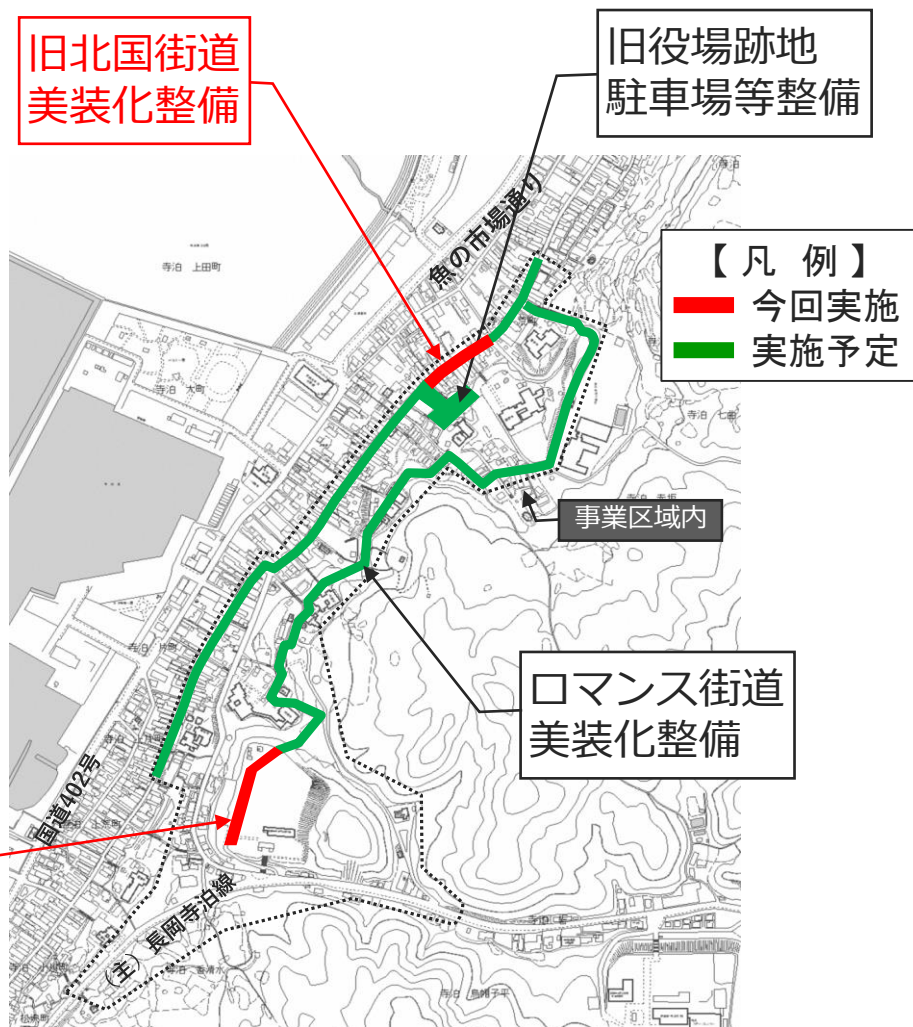 旧北国街道
美装化整備
旧役場跡地
駐車場等整備
魚の市場通り
【凡 例】
今回実施
実施予定
寺泊 上田町
寺泊 大町
寺泊 七曲
事業区域内
寺泊 片町
ロマンス街道
美装化整備
国道402号
(主)長岡寺泊線
寺泊